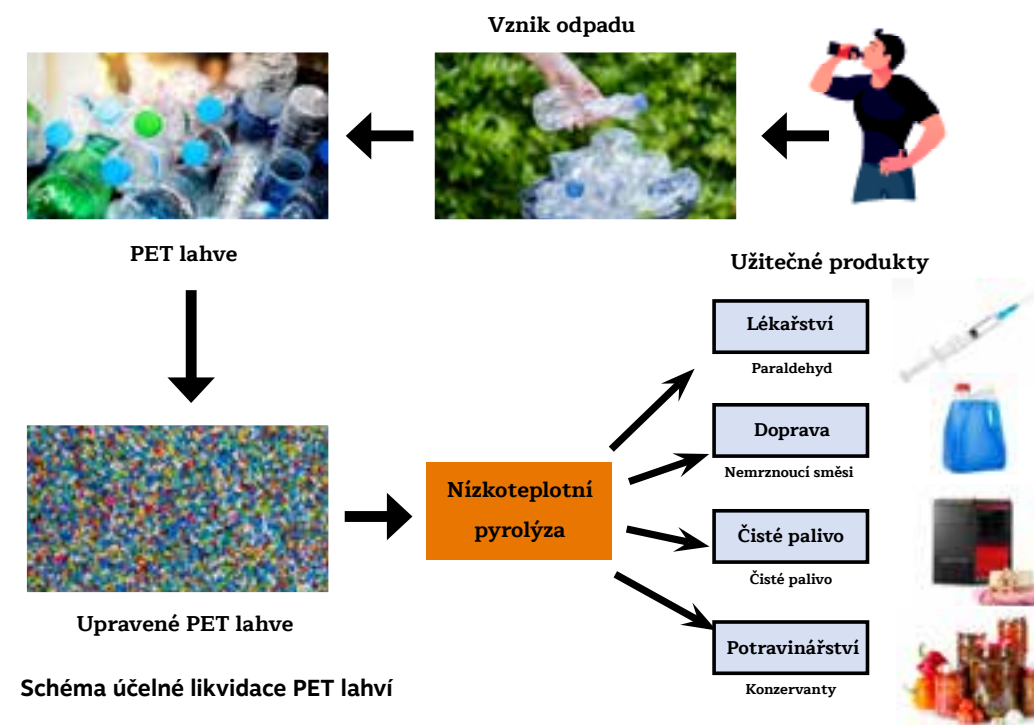 Vznik odpadu
PET lahve
Užitečné produkty
Lékařství
Paraldehyd
Doprava
Nemrznoucí směsi
Nízkoteplotní
pyrolýza
Čisté palivo
Čisté palivo
Upravené PET lahve
Potravinářství
Konzervanty
Schéma účelné likvidace PET lahví